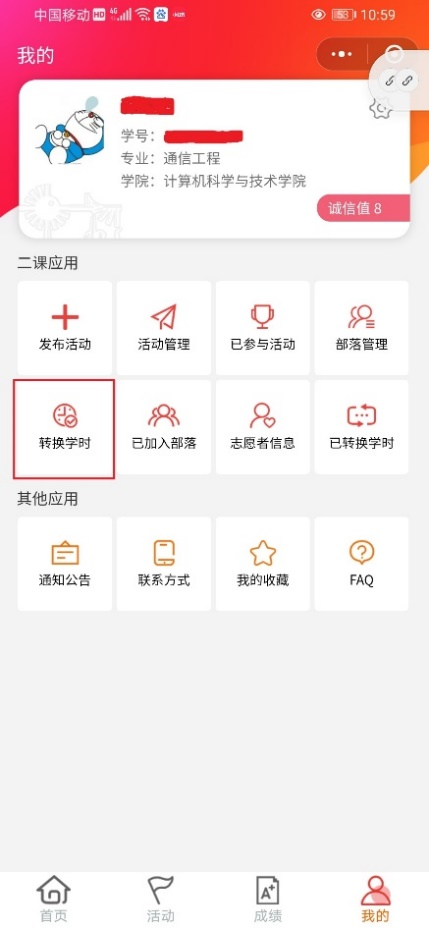 中国移动 HD 4G 53 10:59
我的
学号：
专业：通信工程
学院：计算机科学与技术学院
诚信值 8
二课应用
发布活动 活动管理 已参与活动 部落管理
转换学时 已加入部落 志愿者信息 已转换学时
其他应用
通知公告 联系方式 我的收藏 FAQ
首页 活动 成绩 我的